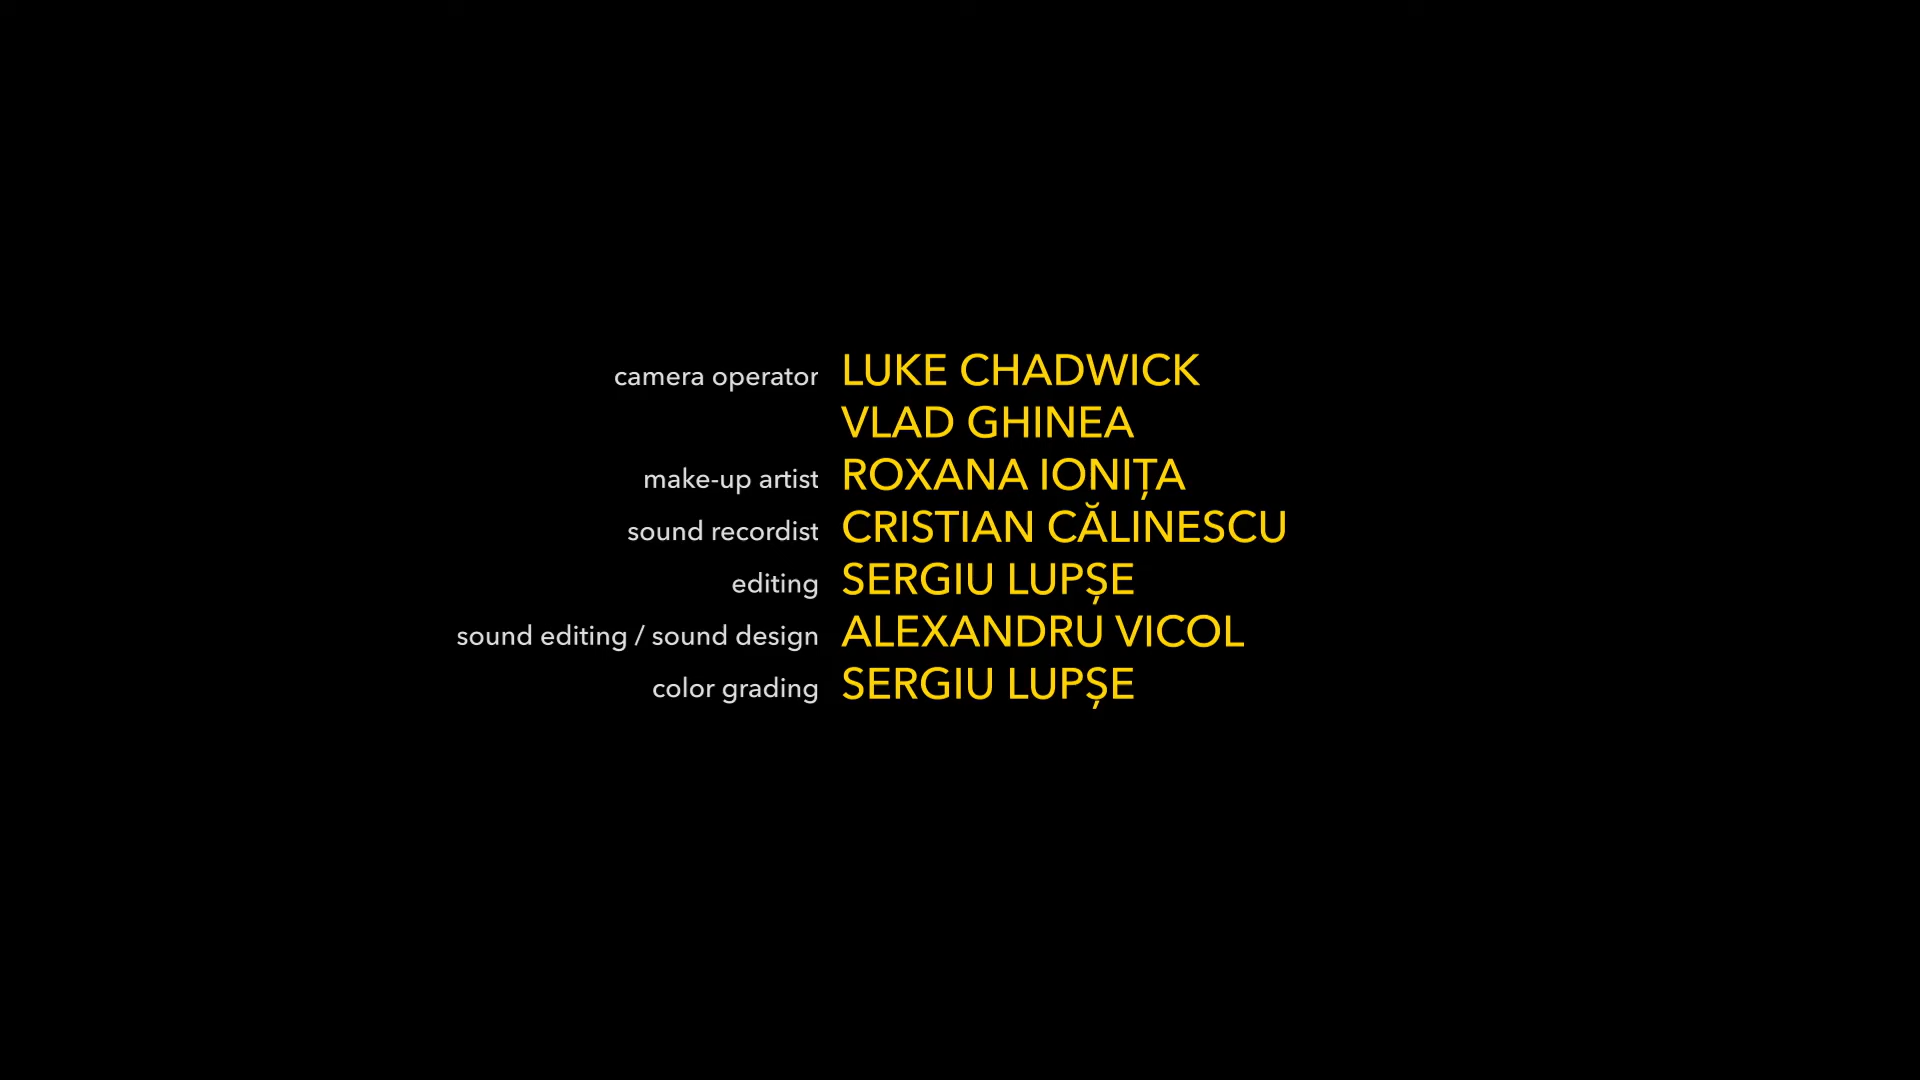 camera operator LUKE CHADWICK
VLAD GHINEA
make-up artist ROXANA IONIȚA
sound recordist CRISTIAN CĂLINESCU
editing SERGIU LUPȘE
sound editing / sound design ALEXANDRU VICOL
color grading SERGIU LUPȘE